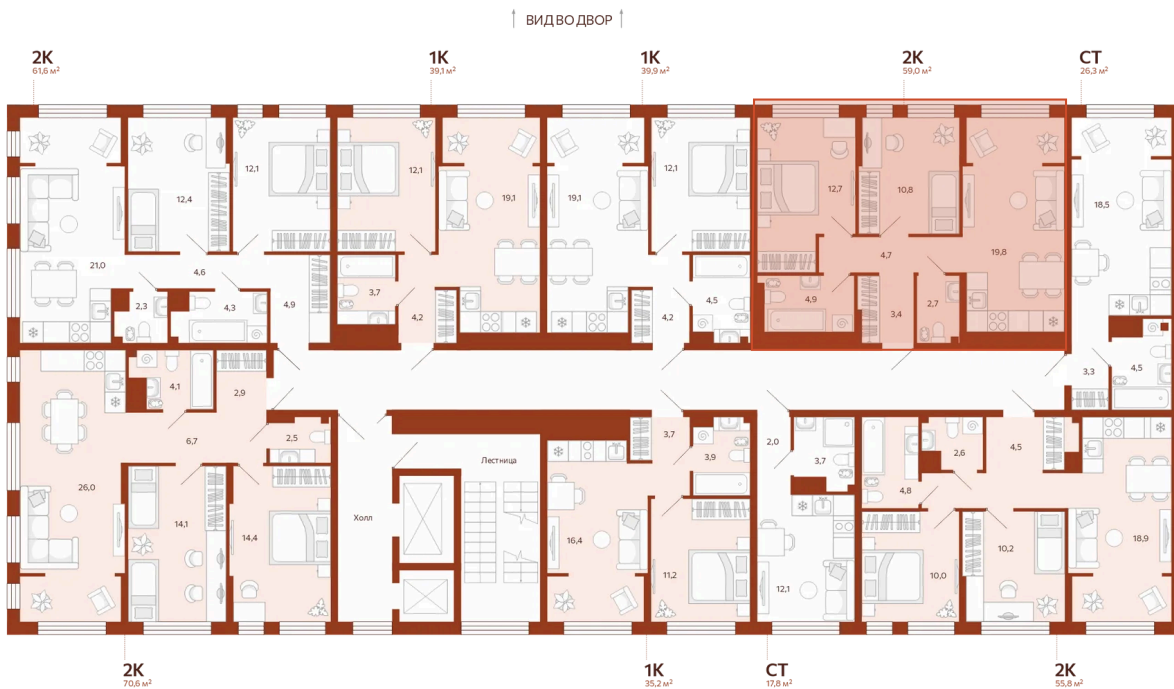 ВИД ВО ДВОР
2К
61,6 м²
1К
39,1 м²
1К
39,9 м²
2К
59,0 м²
СТ
26,3 м²
12,4
12,1
12,1
19,1
19,1
12,1
12,7
10,8
18,5
21,0
4,6
4,7
19,8
2,3
4,3
4,9
3,7
4,2
4,2
4,5
4,9
3,4
2,7
3,3
4,5
4,1
2,9
6,7
2,5
26,0
14,1
14,4
Холл
Лестница
3,7
3,9
16,4
11,2
2,0
3,7
12,1
2,6
4,5
4,8
10,0
10,2
18,9
2К
70,6 м²
1К
35,2 м²
СТ
17,8 м²
2К
55,8 м²